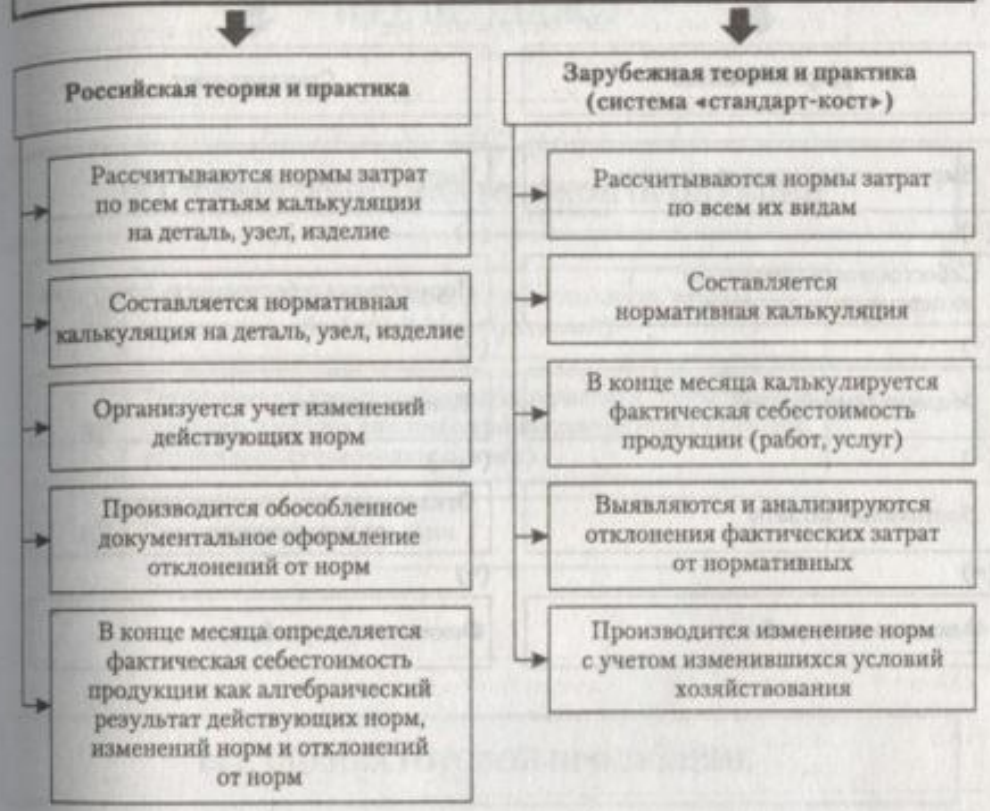 Российская теория и практика
Рассчитываются нормы затрат
по всем статьям калькуляции
на деталь, узел, изделие
Составляется нормативная
калькуляция на деталь, узел, изделие
Организуется учет изменений
действующих норм
Производится обособленное
документальное оформление
отклонений от норм
В конце месяца определяется
фактическая себестоимость
продукции как алгебраический
результат действующих норм,
изменений норм и отклонений
от норм
Зарубежная теория и практика
(система «стандарт-кост»)
Рассчитываются нормы затрат
по всем их видам
Составляется
нормативная калькуляция
В конце месяца калькулируется
фактическая себестоимость
продукции (работ, услуг)
Выявляются и анализируются
отклонения фактических затрат
от нормативных
Производится изменение норм
с учетом изменившихся условий
хозяйствования